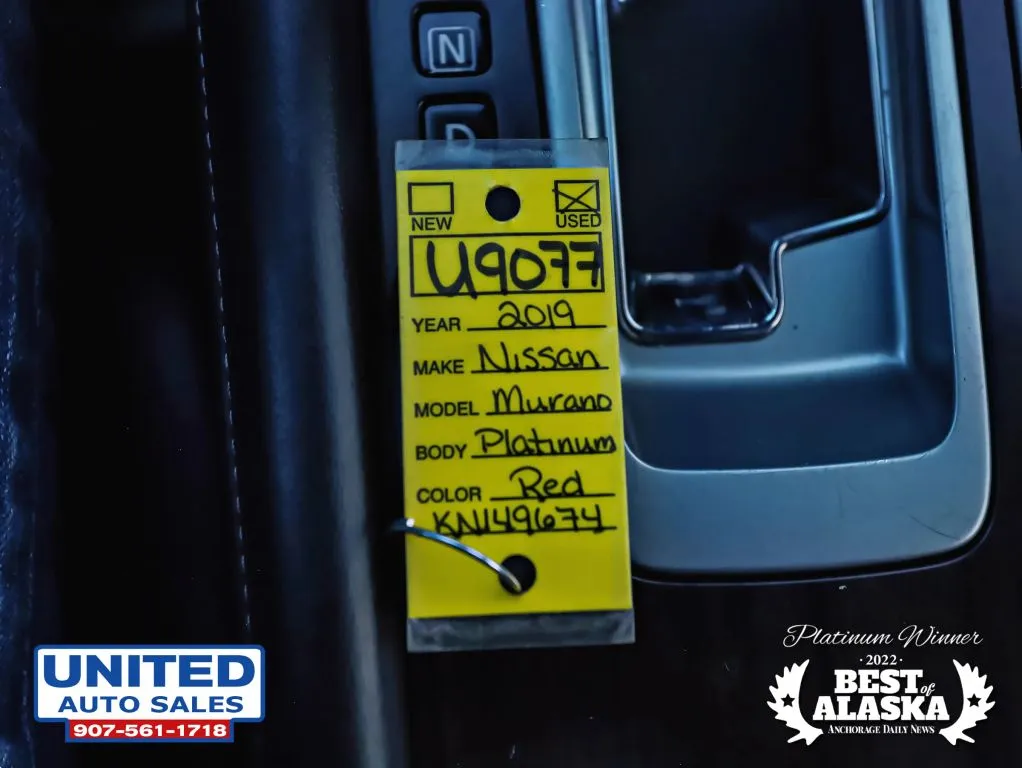 N
D
NEW USED
U9077
YEAR 2019
MAKE Nissan
MODEL Murano
BODY Platinum
COLOR Red
KN149674
UNITED
AUTO SALES
907-561-1718
Platinum Winner
·2022·
BEST of
ALASKA
ANCHORAGE DAILY NEWS